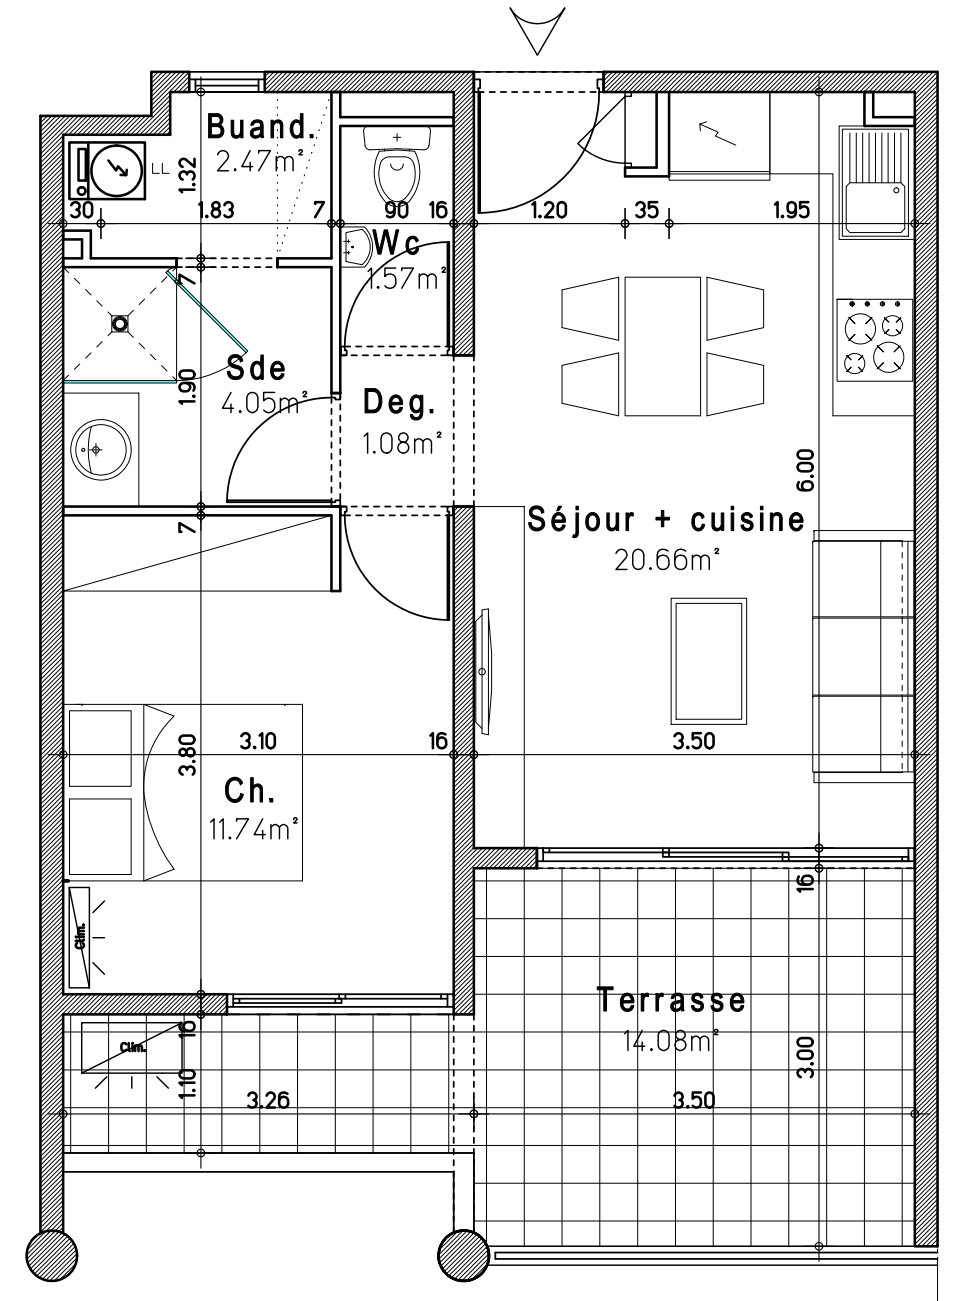 Buand.
2.47m²
LL
1.32
30
1.83
7
90
16
1.20
35
1.95
Wc
1.57m²
7
Sde
4.05m²
1.90
Deg.
1.08m²
6.00
Séjour + cuisine
20.66m²
7
3.10
16
3.50
3.80
Ch.
11.74m²
16
Clim.
Terrasse
14.08m²
16
Clim.
3.00
1.10
3.26
3.50